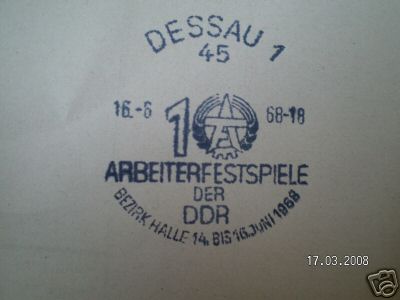 DESSAU 1
45
16.-6 10 68-18
ARBEITERFESTSPIELE
DER
DDR
BEZIRK HALLE 14. BIS 16. JUNI 1968
17.03.2008